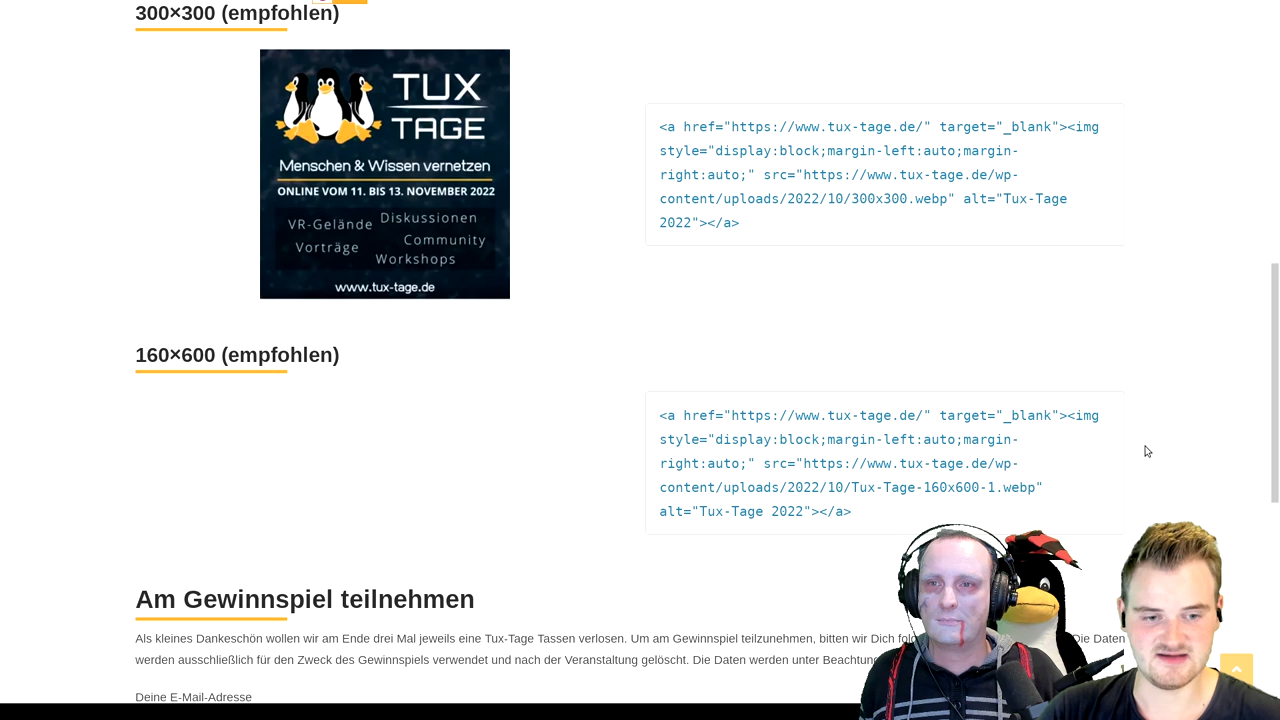 300×300 (empfohlen)
TUX
TAGE
Menschen & Wissen vernetzen
ONLINE VOM 11. BIS 13. NOVEMBER 2022
VR-Gelände Diskussionen
Vorträge Community
Workshops
www.tux-tage.de
<a href="https://www.tux-tage.de/" target="_blank"><img
style="display:block;margin-left:auto;margin-
right:auto;" src="https://www.tux-tage.de/wp-
content/uploads/2022/10/300x300.webp" alt="Tux-Tage
2022"></a>
160×600 (empfohlen)
<a href="https://www.tux-tage.de/" target="_blank"><img
style="display:block;margin-left:auto;margin-
right:auto;" src="https://www.tux-tage.de/wp-
content/uploads/2022/10/Tux-Tage-160x600-1.webp"
alt="Tux-Tage 2022"></a>
Am Gewinnspiel teilnehmen
Als kleines Dankeschön wollen wir am Ende drei Mal jeweils eine Tux-Tage Tassen verlosen. Um am Gewinnspiel teilzunehmen, bitten wir Dich Die Daten
werden ausschließlich für den Zweck des Gewinnspiels verwendet und nach der Veranstaltung gelöscht. Die Daten werden unter
Deine E-Mail-Adresse